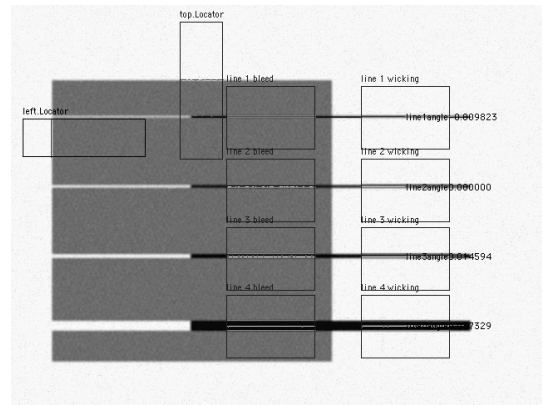 top.Locator
line 1 bleed
line 1 wicking
left.Locator
line1angle-0.009823
line 2 bleed
line 2 wicking
line2angle0.000000
line 3 bleed
line 3 wicking
line3angle0.014594
line 4 bleed
line 4 wicking
7329